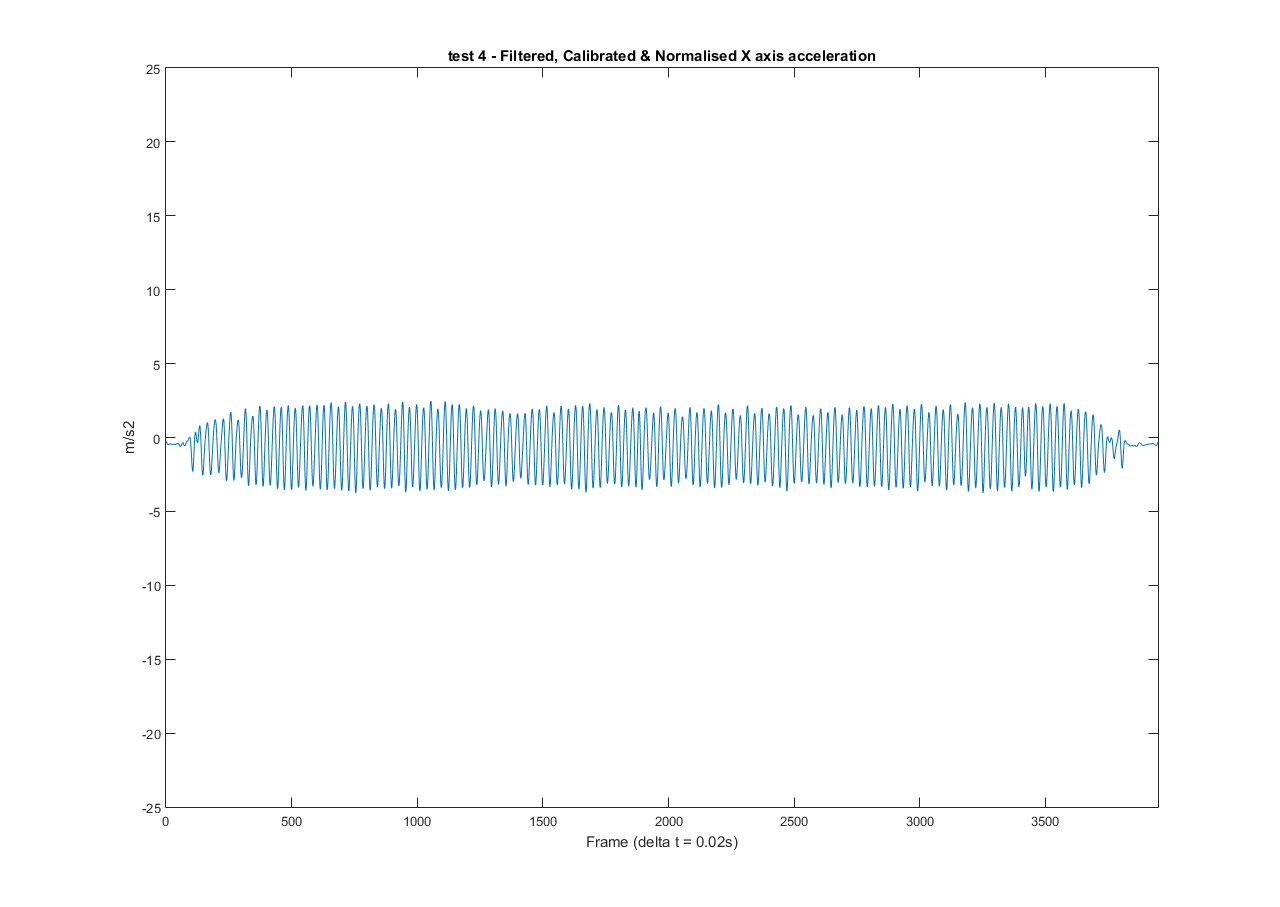 test 4 - Filtered, Calibrated & Normalised X axis acceleration
25
20
15
10
5
0
-5
-10
-15
-20
-25
m/s2
0 500 1000 1500 2000 2500 3000 3500
Frame (delta t = 0.02s)